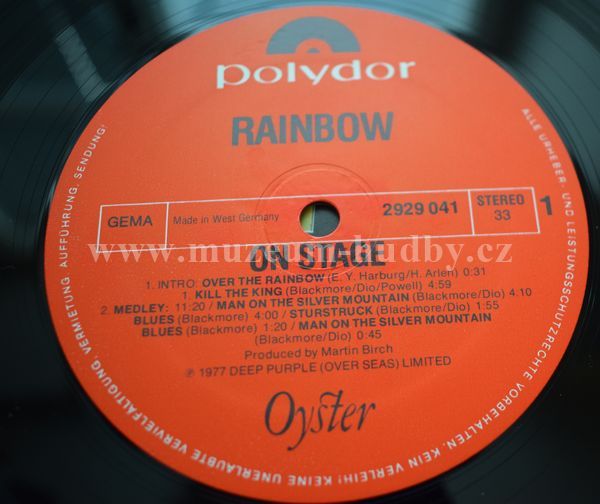 polydor
RAINBOW
GEMA
Made in West Germany
2929 041
STEREO
33
1
ON STAGE
1. INTRO: OVER THE RAINBOW (E. Y. Harburg/H. Arlen) 0:31
1. KILL THE KING (Blackmore/Dio/Powell) 4:59
2. MEDLEY: 11:20 / MAN ON THE SILVER MOUNTAIN (Blackmore/Dio) 4:10
BLUES (Blackmore) 4:00 / STURSTRUCK (Blackmore/Dio) 1:55
BLUES (Blackmore) 1:20 / MAN ON THE SILVER MOUNTAIN
(Blackmore/Dio) 0:45
Produced by Martin Birch
℗ 1977 DEEP PURPLE (OVER SEAS) LIMITED
Oyster
ALLE URHEBER- UND LEISTUNGSSCHUTZRECHTE VORBEHALTEN. KEIN VERLEIH! KEINE UNERLAUBTE VERVIELFÄLTIGUNG, VERMIETUNG, AUFFÜHRUNG, SENDUNG!
www.muzeum-hudby.cz